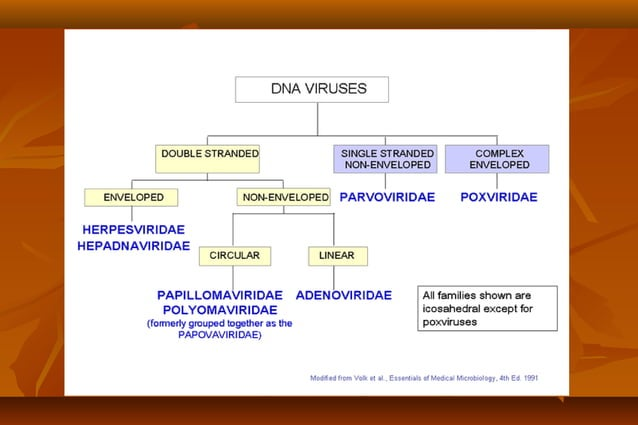 DNA VIRUSES
DOUBLE STRANDED
SINGLE STRANDED
NON-ENVELOPED
COMPLEX
ENVELOPED
PARVOVIRIDAE
POXVIRIDAE
ENVELOPED
NON-ENVELOPED
HERPESVIRIDAE
HEPADNAVIRIDAE
CIRCULAR
LINEAR
PAPILLOMAVIRIDAE
POLYOMAVIRIDAE
(formerly grouped together as the
PAPOVAVIRIDAE)
ADENOVIRIDAE
All families shown are
icosahedral except for
poxviruses
Modified from Volk et al., Essentials of Medical Microbiology, 4th Ed. 1991